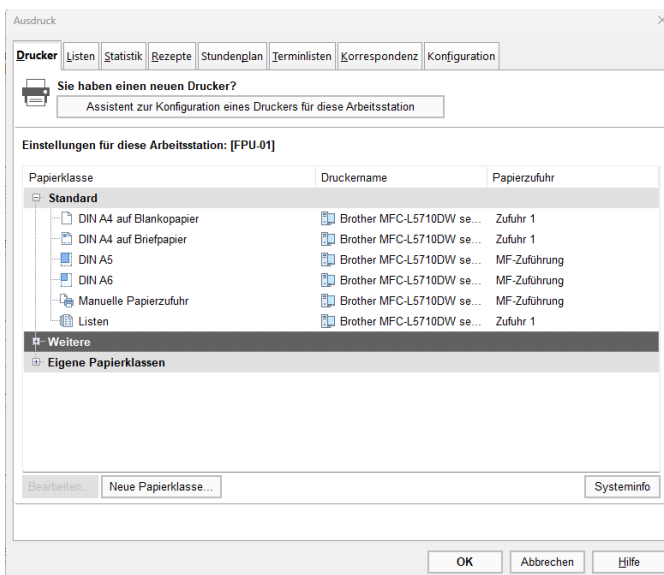 Ausdruck
Drucker Listen Statistik Rezepte Stundenplan Terminlisten Korrespondenz Konfiguration
Sie haben einen neuen Drucker?
Assistent zur Konfiguration eines Druckers für diese Arbeitsstation
Einstellungen für diese Arbeitsstation: [FPU-01]
Papierklasse Druckername Papierzufuhr
Standard
DIN A4 auf Blankopapier Brother MFC-L5710DW se... Zufuhr 1
DIN A4 auf Briefpapier Brother MFC-L5710DW se... Zufuhr 1
DIN A5 Brother MFC-L5710DW se... MF-Zuführung
DIN A6 Brother MFC-L5710DW se... MF-Zuführung
Manuelle Papierzufuhr Brother MFC-L5710DW se... MF-Zuführung
Listen Brother MFC-L5710DW se... Zufuhr 1
Weitere
Eigene Papierklassen
Bearbeiten... Neue Papierklasse... Systeminfo
OK Abbrechen Hilfe